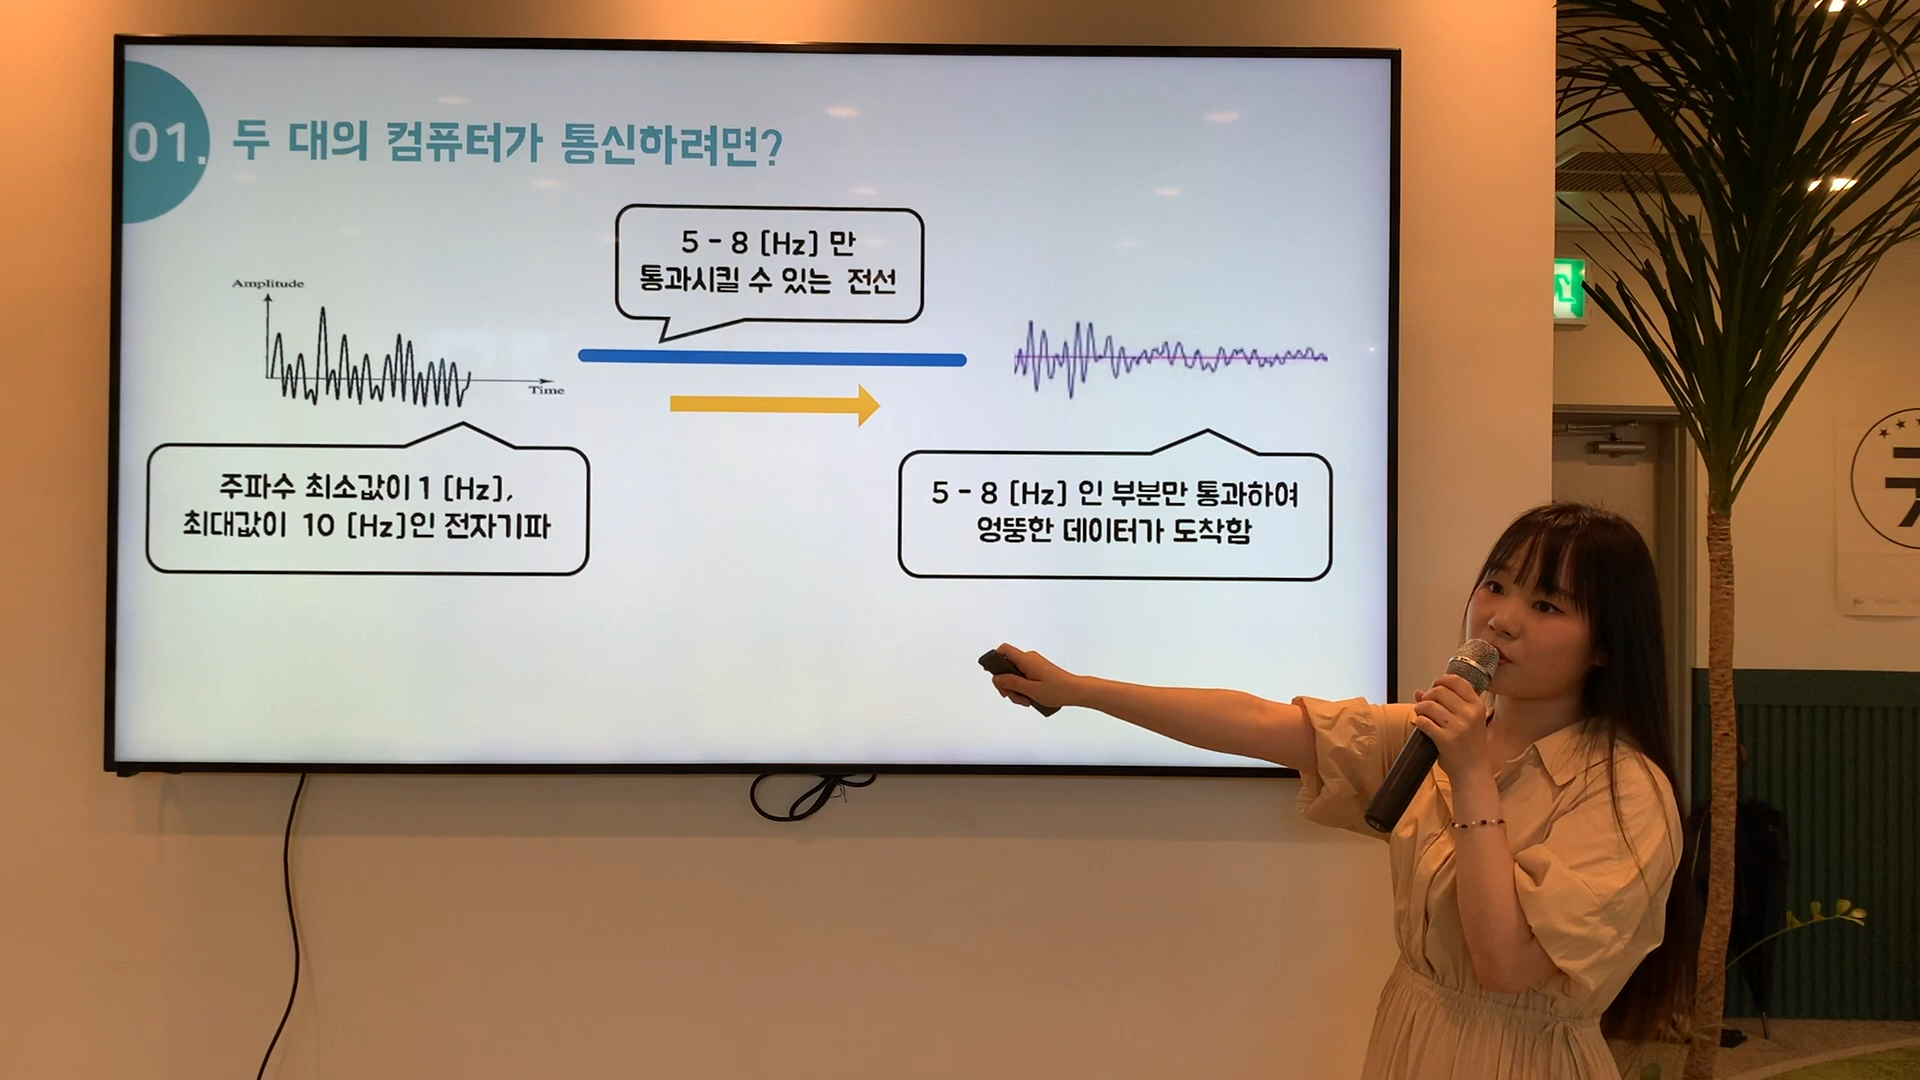 01. 두 대의 컴퓨터가 통신하려면?
5 - 8 [Hz] 만
통과시킬 수 있는 전선
Amplitude
Time
주파수 최소값이 1 [Hz],
최대값이 10 [Hz]인 전자기파
5 - 8 [Hz] 인 부분만 통과하여
엉뚱한 데이터가 도착함